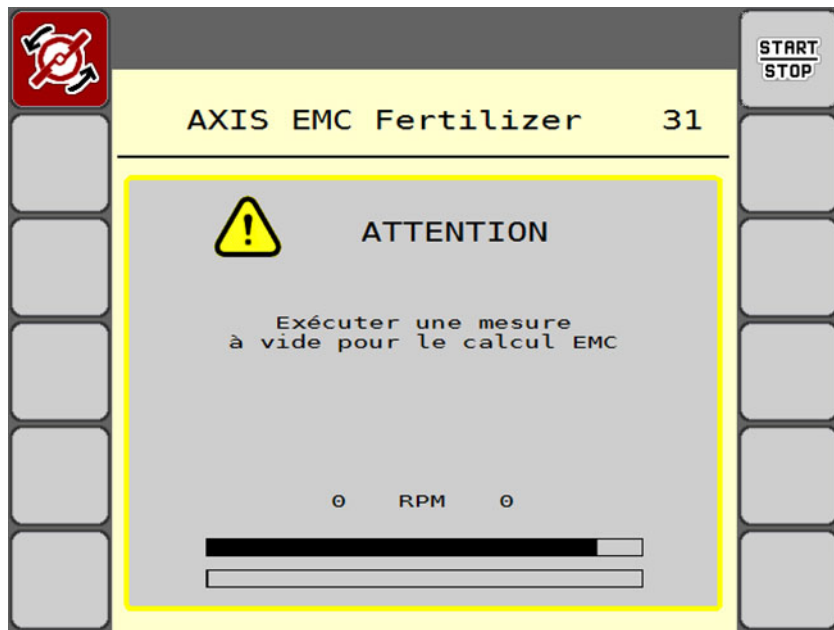 START
STOP
AXIS EMC Fertilizer 31
ATTENTION
Exécuter une mesure
à vide pour le calcul EMC
0 RPM 0